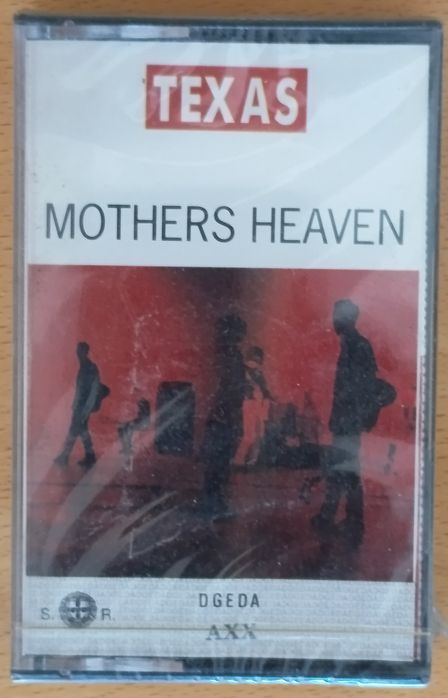 TEXAS
MOTHERS HEAVEN
DGEDA
S. R.
AXX